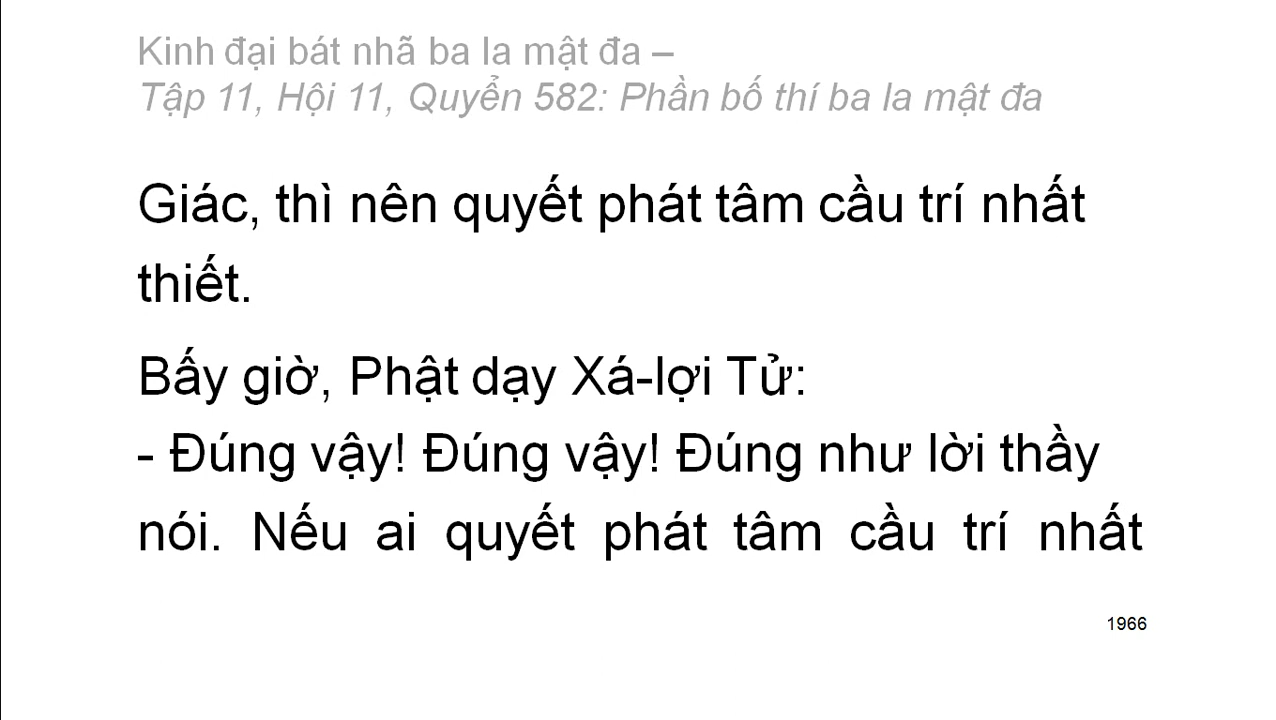 Kinh đại bát nhã ba la mật đa –
Tập 11, Hội 11, Quyển 582: Phần bố thí ba la mật đa
Giác, thì nên quyết phát tâm cầu trí nhất
thiết.
Bấy giờ, Phật dạy Xá-lợi Tử:
- Đúng vậy! Đúng vậy! Đúng như lời thầy
nói. Nếu ai quyết phát tâm cầu trí nhất
1966